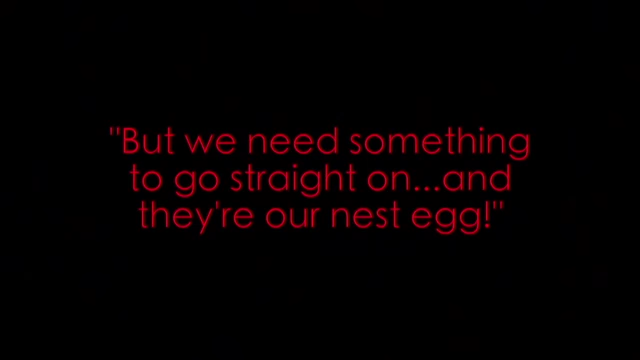 "But we need something
to go straight on...and
they're our nest egg!"